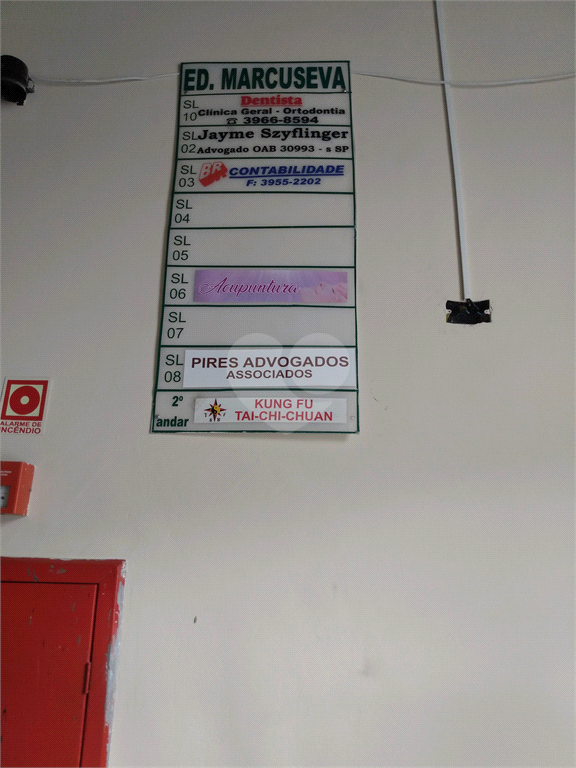 ED. MARCUSEVA
SL 10
Dentista
Clínica Geral - Ortodontia
☎ 3966-8594
SL 02
Jayme Szyflinger
Advogado OAB 30993 - s SP
SL 03
BR CONTABILIDADE
F: 3955-2202
SL 04
SL 05
SL 06
Acupuntura
SL 07
SL 08
PIRES ADVOGADOS
ASSOCIADOS
2º andar
KUNG FU
TAI-CHI-CHUAN
ALARME DE
INCÊNDIO